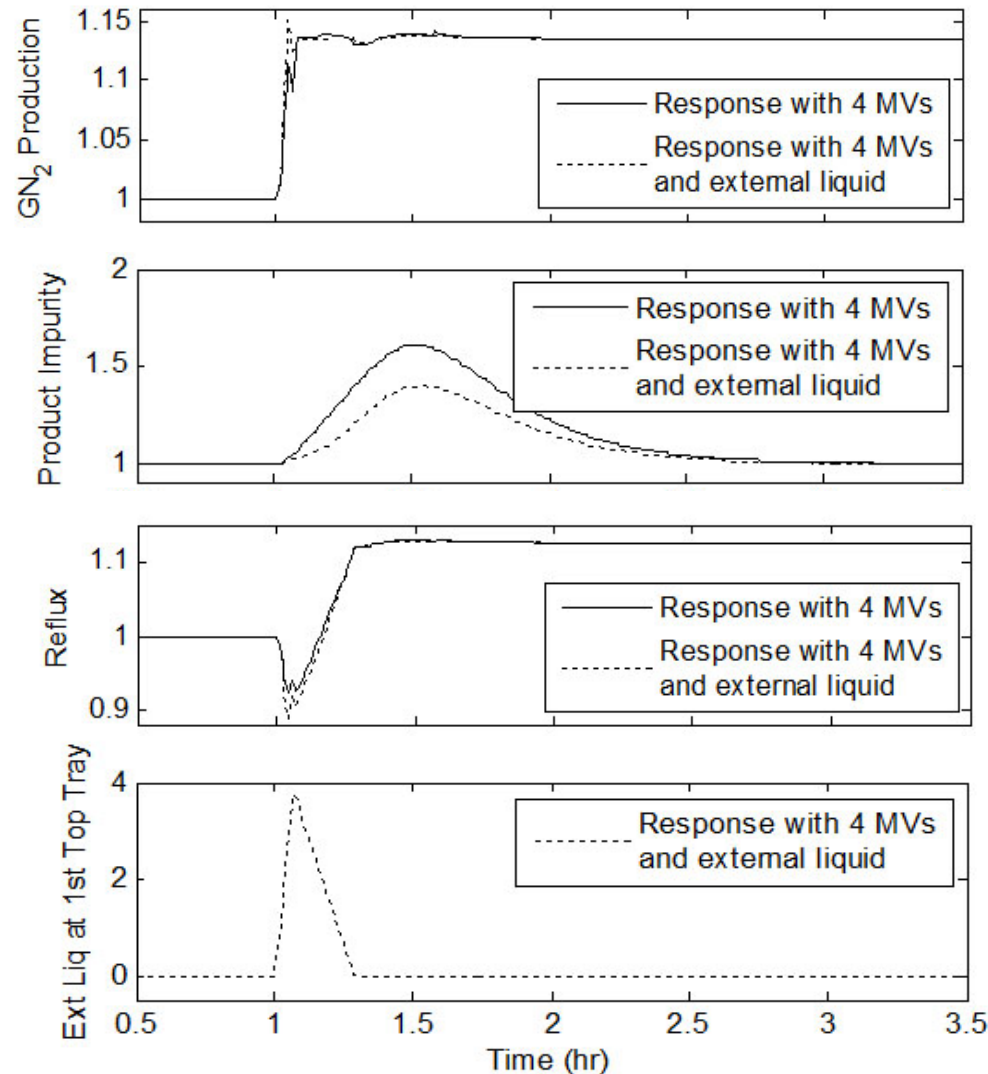 GN2 Production
1.15
1.1
1.05
1
Response with 4 MVs
Response with 4 MVs
and external liquid
Product Impurity
2
1.5
1
Response with 4 MVs
Response with 4 MVs
and external liquid
Reflux
1.1
1
0.9
Response with 4 MVs
Response with 4 MVs
and external liquid
Ext Liq at 1st Top Tray
4
2
0
Response with 4 MVs
and external liquid
0.5 1 1.5 2 2.5 3 3.5
Time (hr)